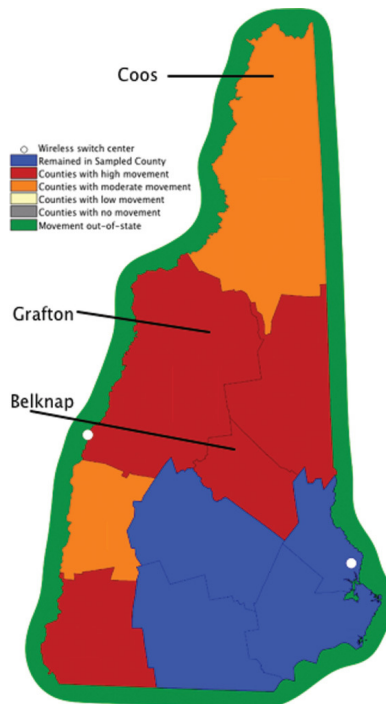 Coos
Wireless switch center
Remained in Sampled County
Counties with high movement
Counties with moderate movement
Counties with low movement
Counties with no movement
Movement out-of-state
Grafton
Belknap